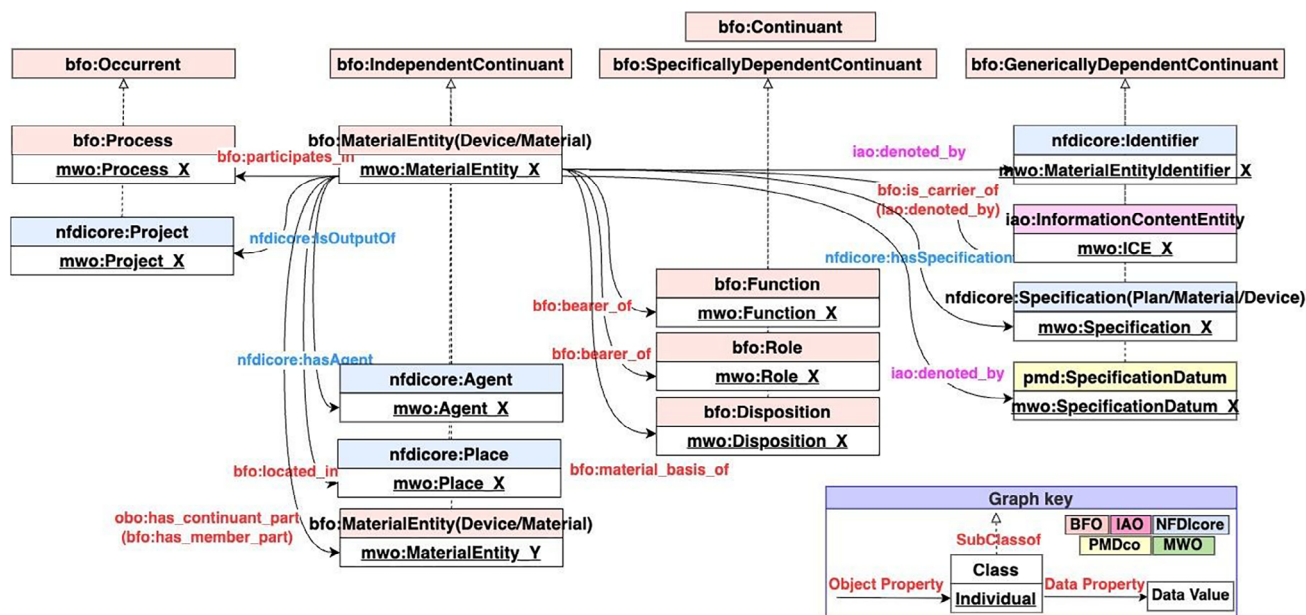 bfo:Continuant
bfo:Occurrent
bfo:IndependentContinuant
bfo:SpecificallyDependentContinuant
bfo:GenericallyDependentContinuant
bfo:Process
mwo:Process_X
bfo:participates_in
bfo:MaterialEntity(Device/Material)
mwo:MaterialEntity_X
iao:denoted_by
nfdicore:Identifier
mwo:MaterialEntityIdentifier_X
bfo:is_carrier_of
(iao:denoted_by)
iao:InformationContentEntity
mwo:ICE_X
nfdicore:Project
mwo:Project_X
nfdicore:IsOutputOf
nfdicore:hasSpecification
nfdicore:Specification(Plan/Material/Device)
mwo:Specification_X
bfo:bearer_of
bfo:Function
mwo:Function_X
bfo:bearer_of
bfo:Role
mwo:Role_X
nfdicore:hasAgent
nfdicore:Agent
mwo:Agent_X
iao:denoted_by
pmd:SpecificationDatum
mwo:SpecificationDatum_X
bfo:Disposition
mwo:Disposition_X
bfo:located_in
nfdicore:Place
mwo:Place_X
bfo:material_basis_of
obo:has_continuant_part
(bfo:has_member_part)
bfo:MaterialEntity(Device/Material)
mwo:MaterialEntity_Y
Graph key
BFO
IAO
NFDIcore
PMDco
MWO
SubClassof
Object Property
Class
Individual
Data Property
Data Value